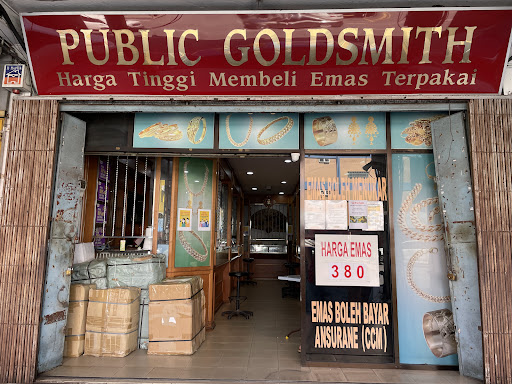 PUBLIC GOLDSMITH
Harga Tinggi Membeli Emas Terpakai
HARGA EMAS
380
EMAS BOLEH BAYAR
ANSURANE (CCM)